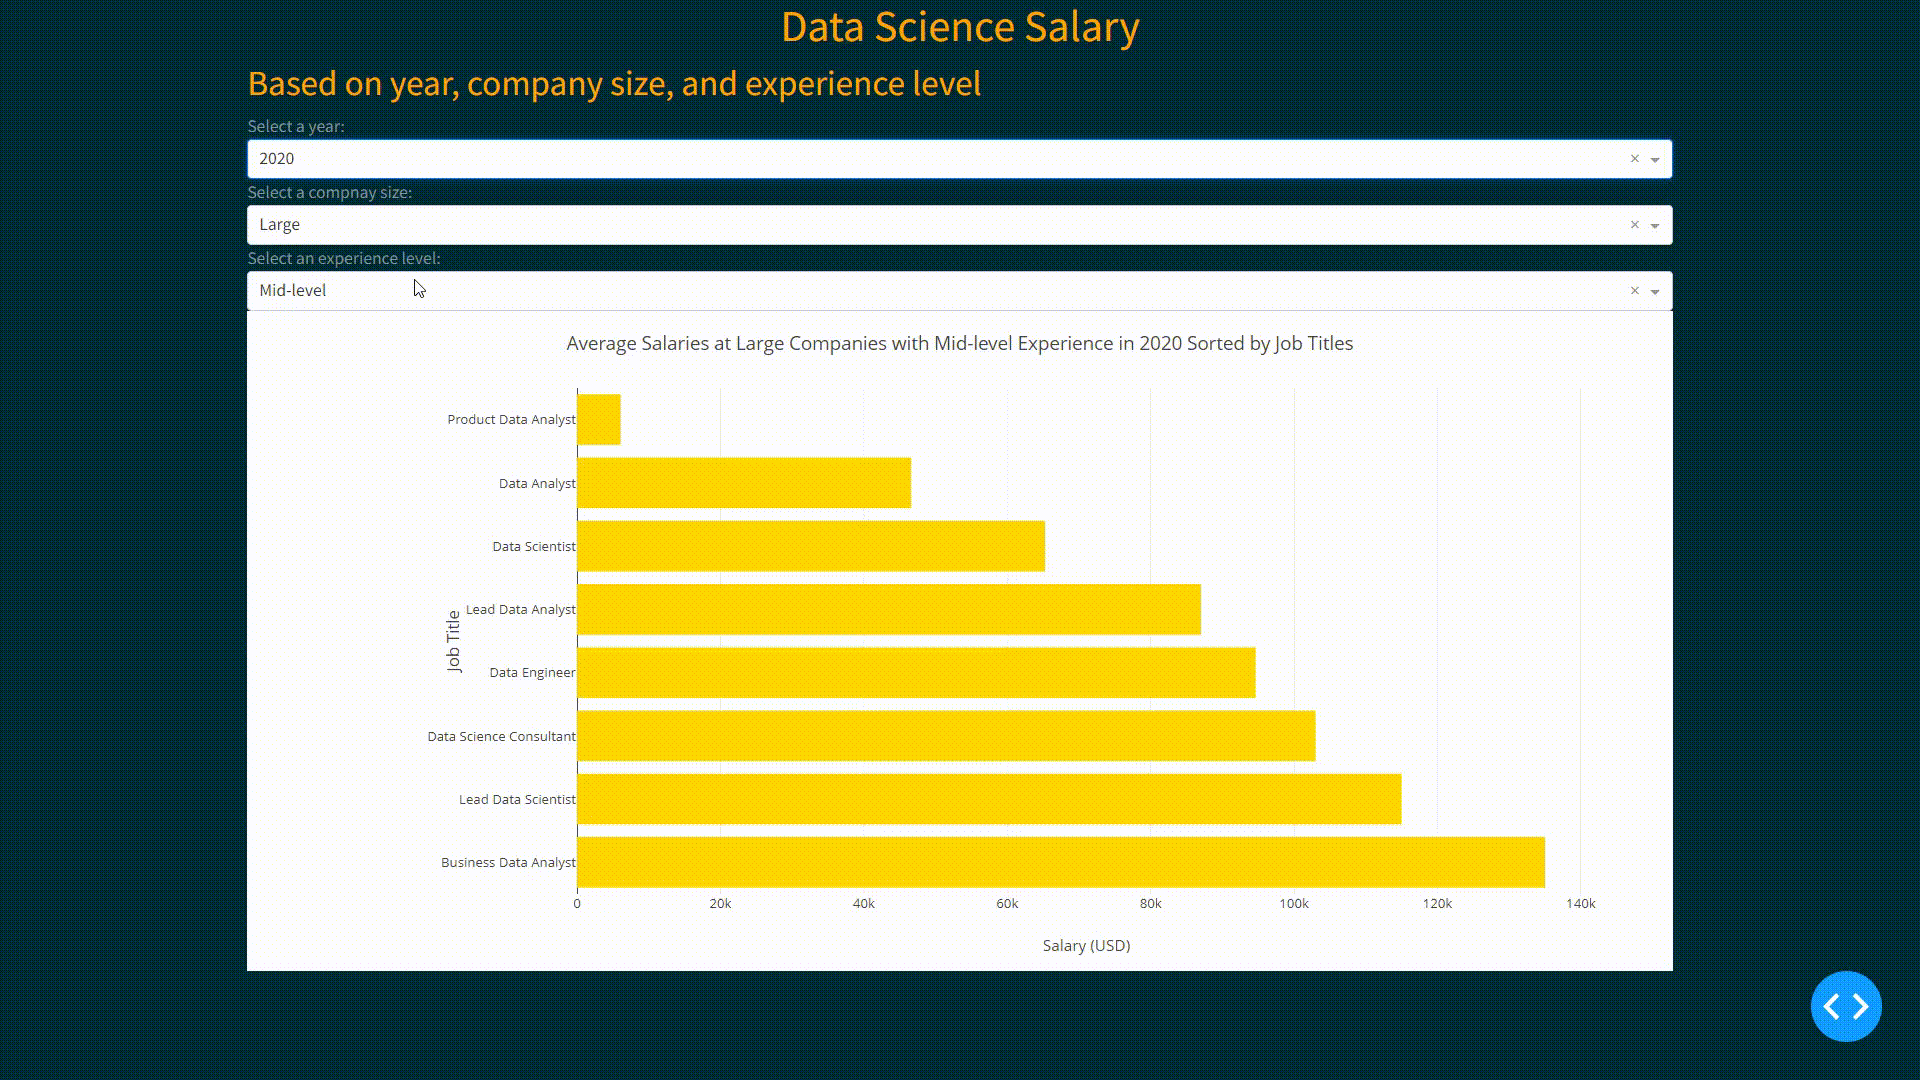 Data Science Salary
Based on year, company size, and experience level
Select a year:
2020
Select a compnay size:
Large
Select an experience level:
Mid-level
Average Salaries at Large Companies with Mid-level Experience in 2020 Sorted by Job Titles
Product Data Analyst
Data Analyst
Data Scientist
Lead Data Analyst
Job Title
Data Engineer
Data Science Consultant
Lead Data Scientist
Business Data Analyst
0 20k 40k 60k 80k 100k 120k 140k
Salary (USD)